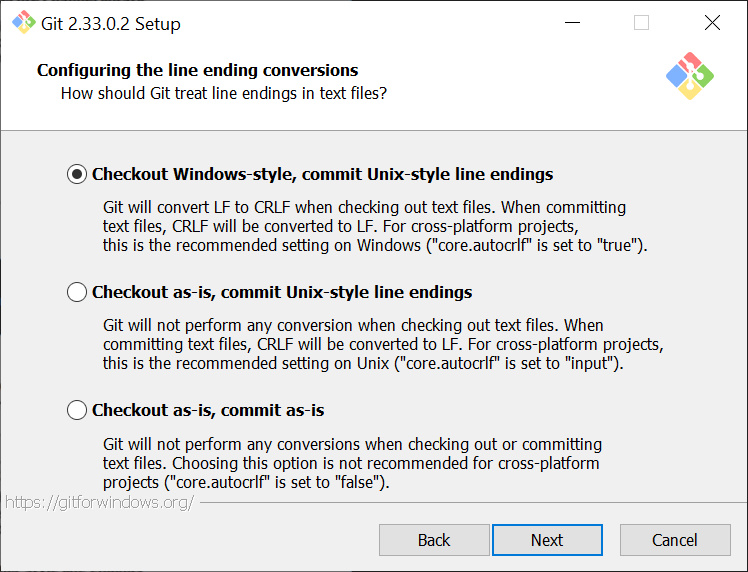 Git 2.33.0.2 Setup
Configuring the line ending conversions
How should Git treat line endings in text files?
Checkout Windows-style, commit Unix-style line endings
Git will convert LF to CRLF when checking out text files. When committing
text files, CRLF will be converted to LF. For cross-platform projects,
this is the recommended setting on Windows ("core.autocrlf" is set to "true").
Checkout as-is, commit Unix-style line endings
Git will not perform any conversion when checking out text files. When
committing text files, CRLF will be converted to LF. For cross-platform projects,
this is the recommended setting on Unix ("core.autocrlf" is set to "input").
Checkout as-is, commit as-is
Git will not perform any conversions when checking out or committing
text files. Choosing this option is not recommended for cross-platform
projects ("core.autocrlf" is set to "false").
https://gitforwindows.org/
Back Next Cancel